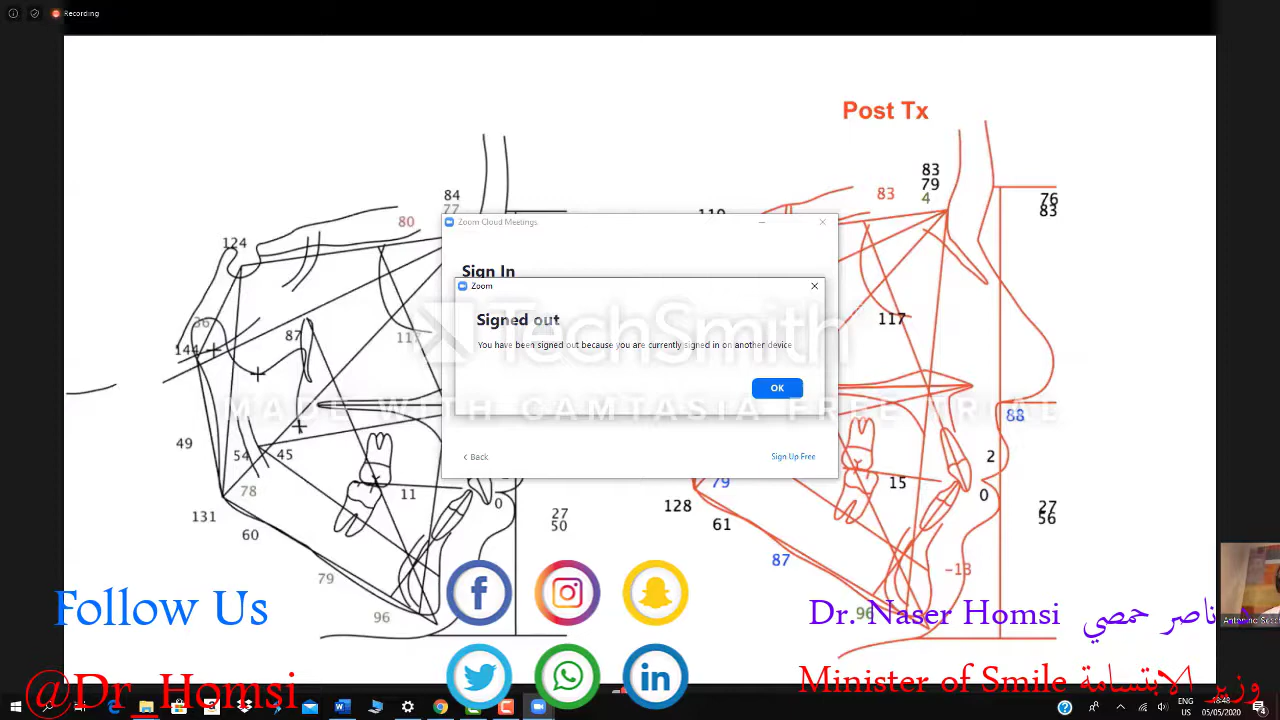 Recording
Post Tx
84
77
80
124
36
144
87
117
49
54
45
78
131
60
11
79
96
0
27
50
83
79
4
83
110
76
83
117
88
2
79
128
61
15
0
27
56
87
-13
96
Zoom Cloud Meetings
Sign In
Zoom
Signed out
You have been signed out because you are currently signed in on another device
OK
Back
Sign Up Free
TechSmith
MADE WITH CAMTASIA FREE TRIAL
Follow Us
@Dr_Homsi
Dr. Naser Homsi د. ناصر حمصي
Minister of Smile وزير الابتسامة
ENG
US
18:48
05/05/2020